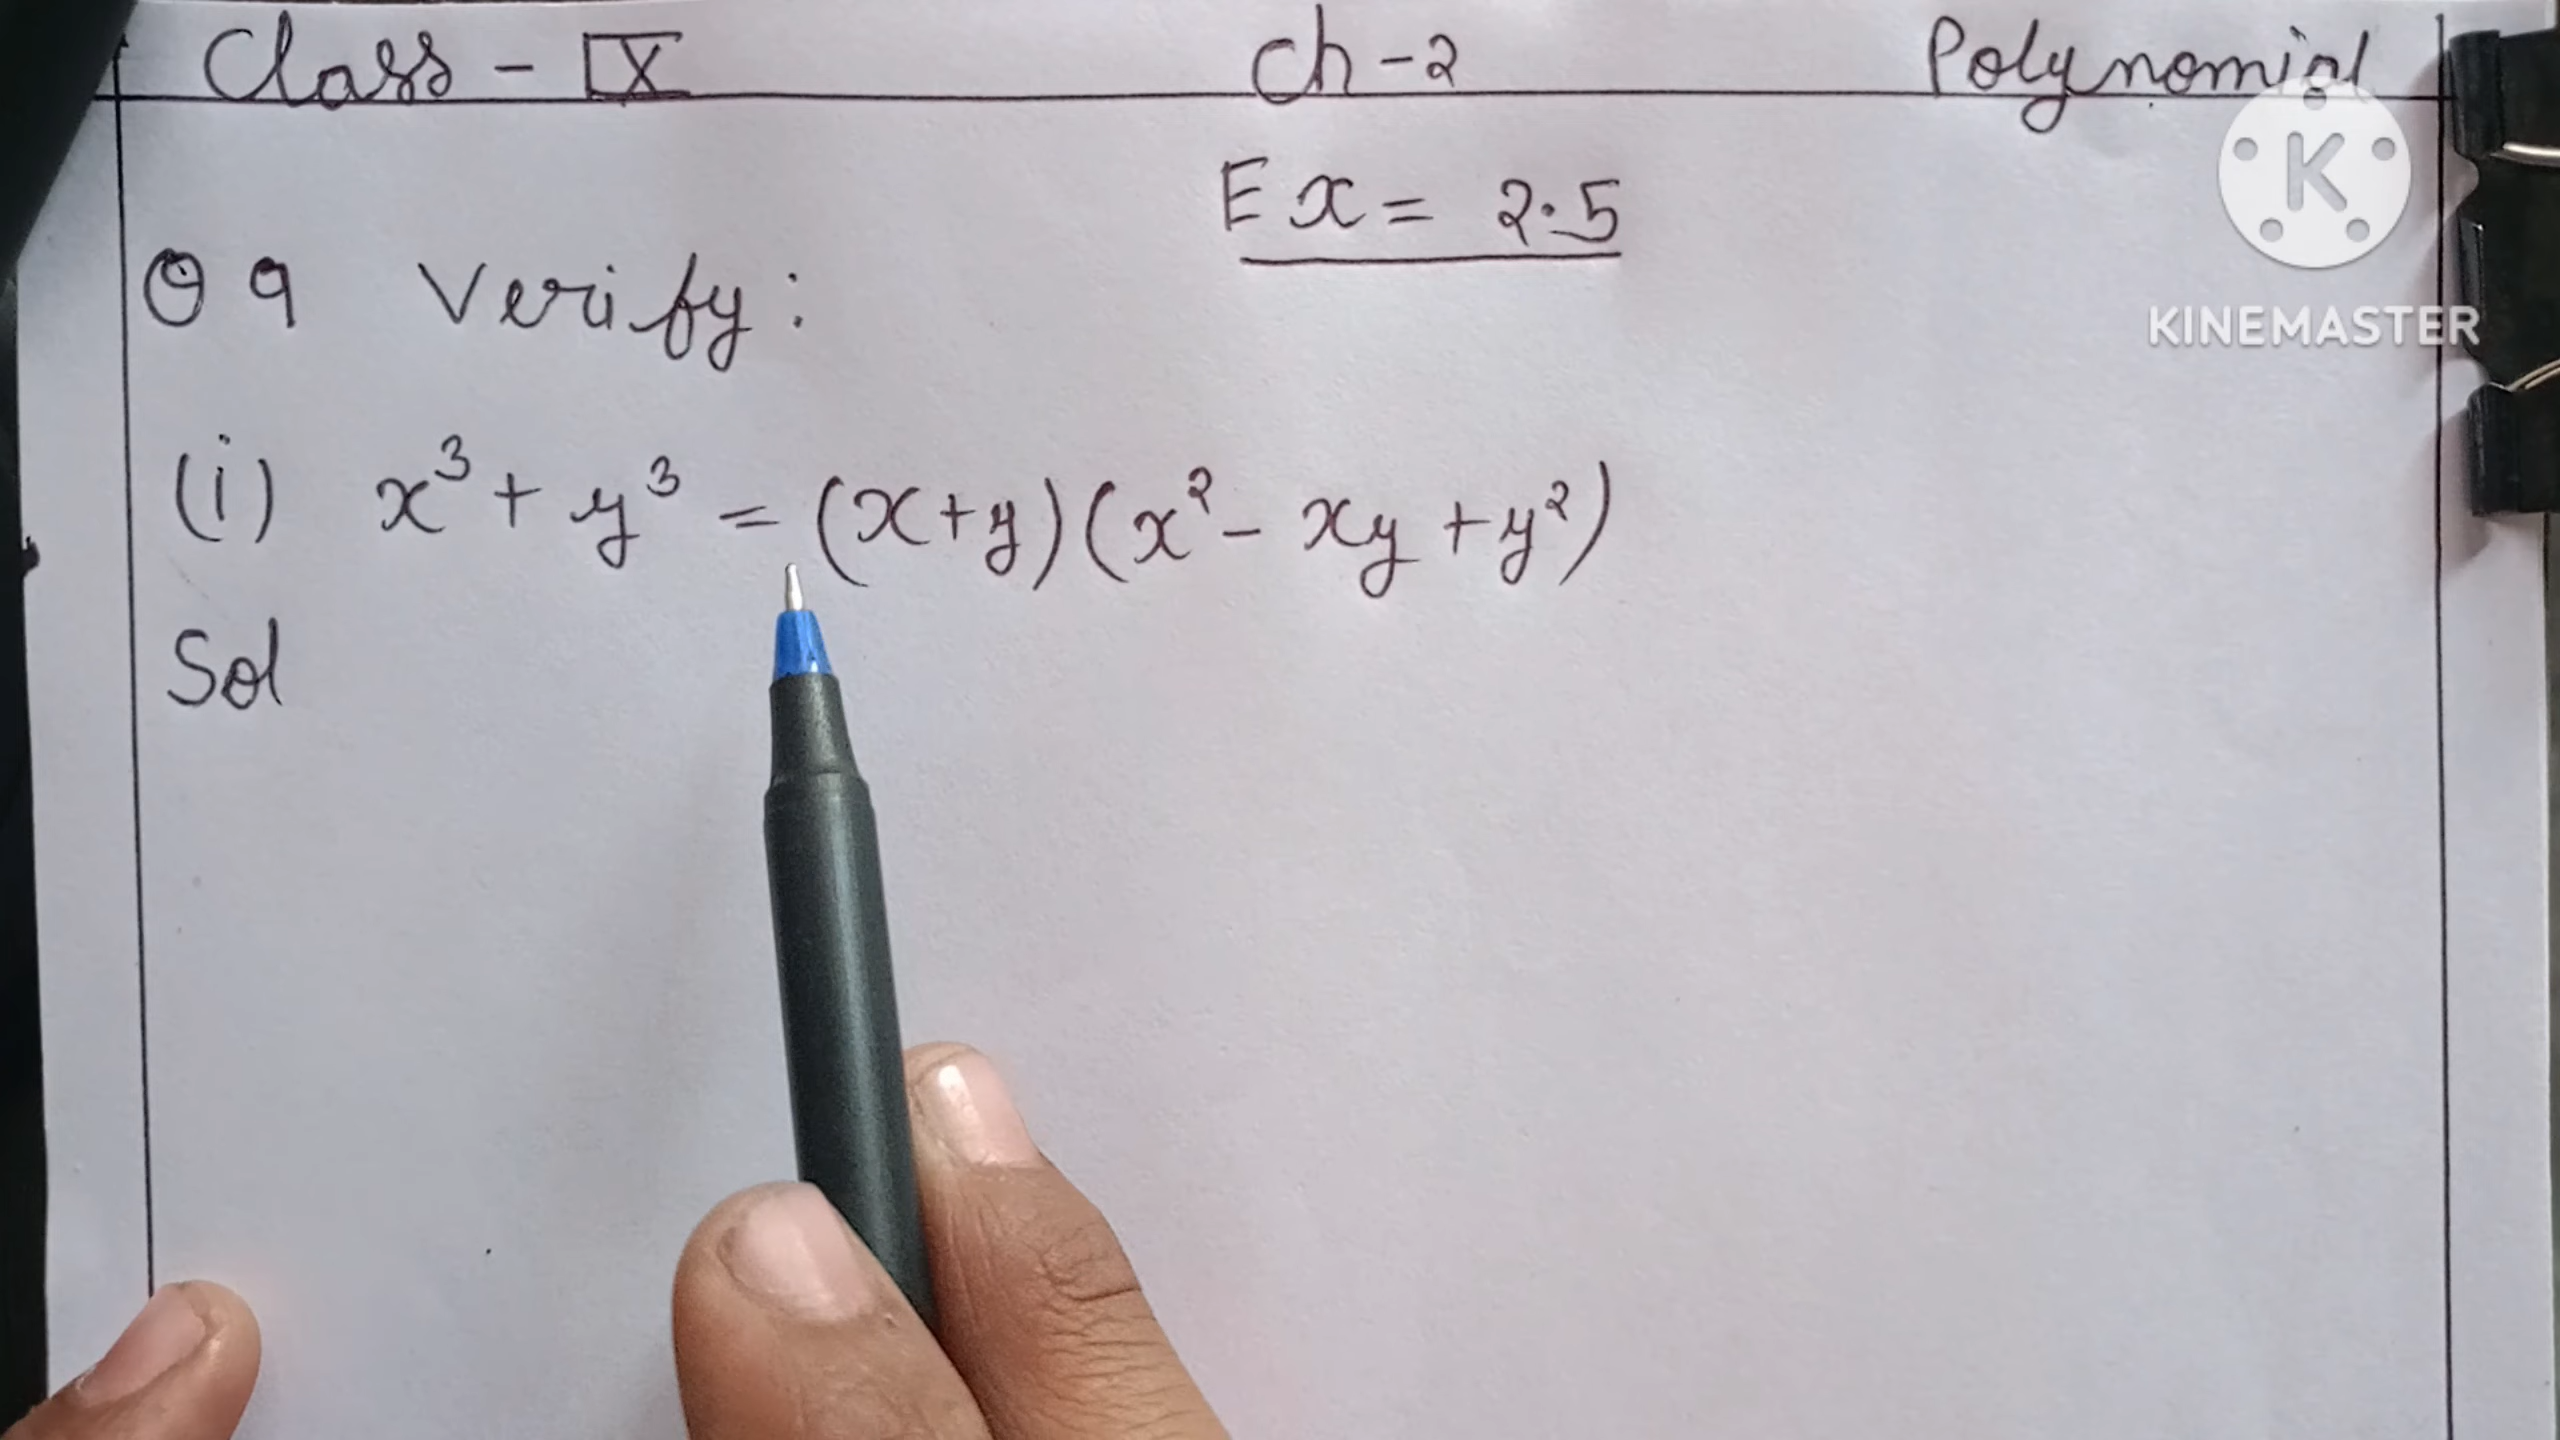 Class - IX Ch-2 Polynomial
Ex = 2.5
Q 9 Verify:
(i) x³ + y³ = (x+y)(x² - xy + y²)
Sol
K
KINEMASTER